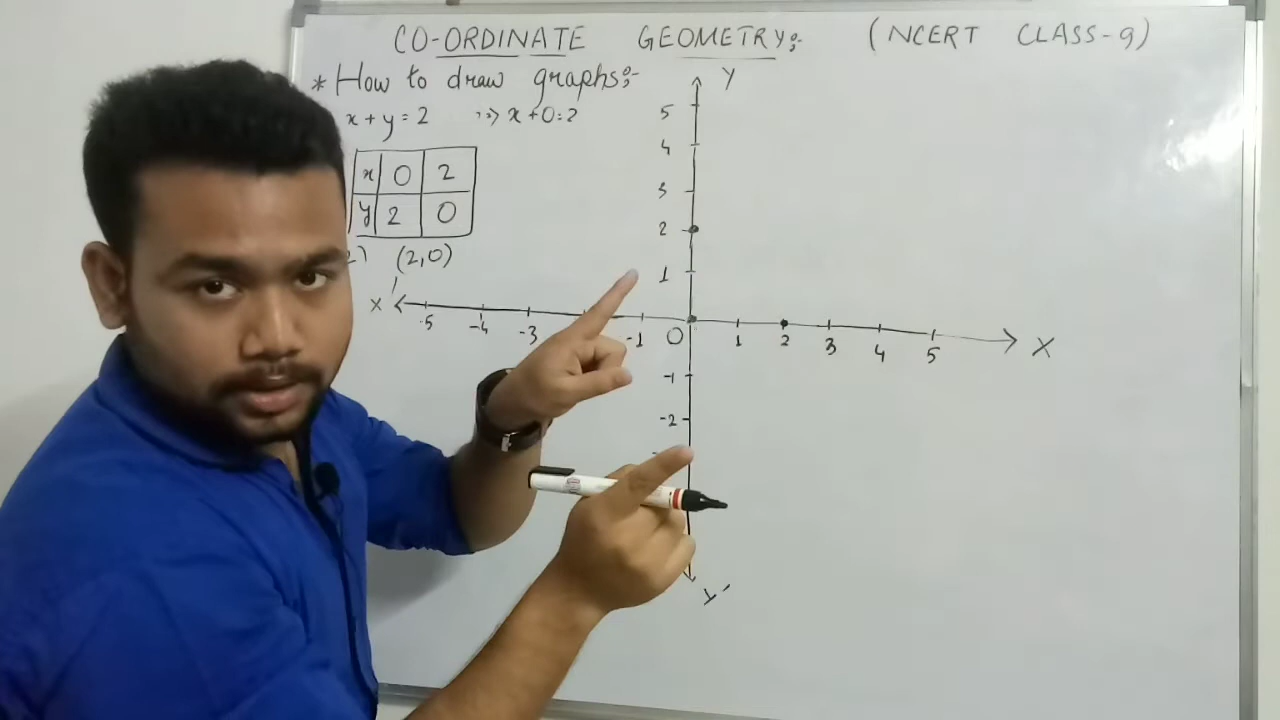 CO-ORDINATE GEOMETRY:- (NCERT CLASS-9)
* How to draw graphs:-
x + y = 2 ⇒ x + 0 = 2
x 0 2
y 2 0
2) (2,0)
Y
5
4
3
2
1
X' -5 -4 -3 -1 O 1 2 3 4 5 X
-1
-2
Y'